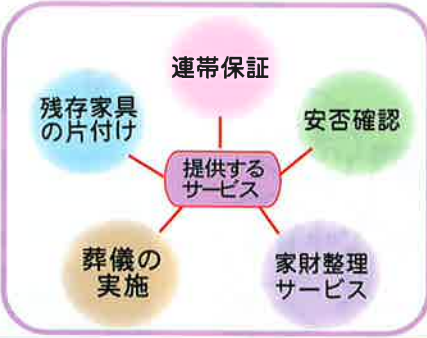 連帯保証
残存家具
の片付け
安否確認
提供する
サービス
葬儀の
実施
家財整理
サービス